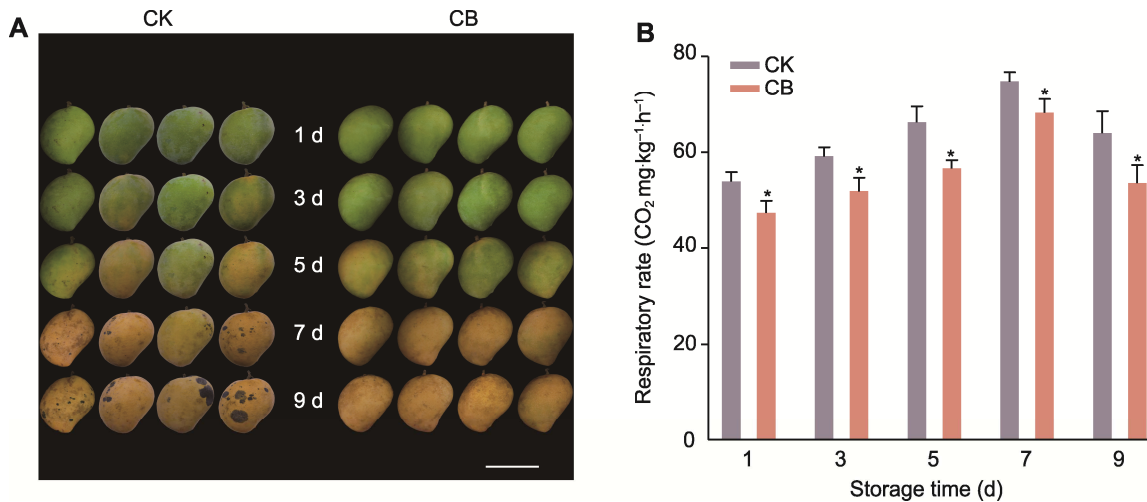 A
CK
CB
1 d
3 d
5 d
7 d
9 d
B
CK
CB
Respiratory rate (CO₂ mg·kg⁻¹·h⁻¹)
80
60
40
20
0
*
*
*
*
*
1 3 5 7 9
Storage time (d)